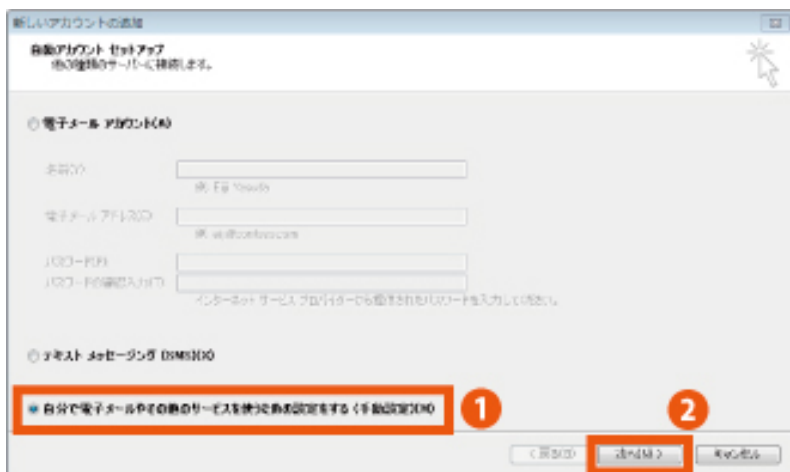 新しいアカウントの追加
自動アカウント セットアップ
他の種類のサーバーに接続します。
電子メール アカウント(A)
名前(Y)
電子メール アドレス(E)
パスワード(P)
パスワードの確認入力(T)
インターネット サービス プロバイダーから提供されたパスワードを入力してください。
テキスト メッセージング (SMS)(X)
自分で電子メールやその他のサービスを使うための設定をする (手動設定)(M)
1
2
< 戻る(B)
次へ(N) >
キャンセル